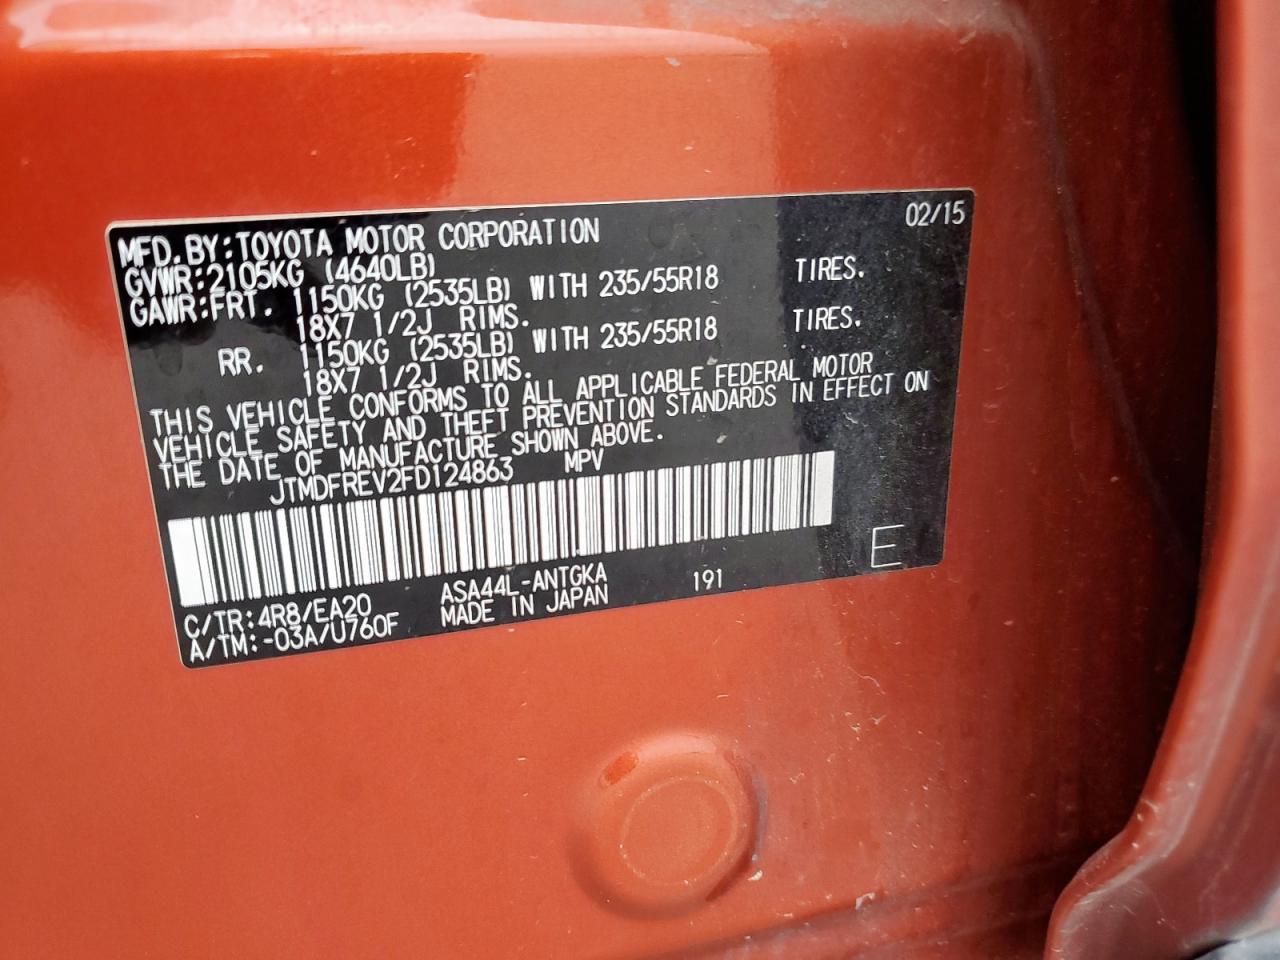 02/15
MFD.BY:TOYOTA MOTOR CORPORATION
GVWR:2105KG (4640LB)
GAWR:FRT. 1150KG (2535LB) WITH 235/55R18 TIRES.
18X7 1/2J RIMS.
RR. 1150KG (2535LB) WITH 235/55R18 TIRES.
18X7 1/2J RIMS.
THIS VEHICLE CONFORMS TO ALL APPLICABLE FEDERAL MOTOR
VEHICLE SAFETY AND THEFT PREVENTION STANDARDS IN EFFECT ON
THE DATE OF MANUFACTURE SHOWN ABOVE.
JTMDFREV2FD124863 MPV
E
C/TR:4R8/EA20 ASA44L-ANTGKA 191
A/TM:-03A/U760F MADE IN JAPAN